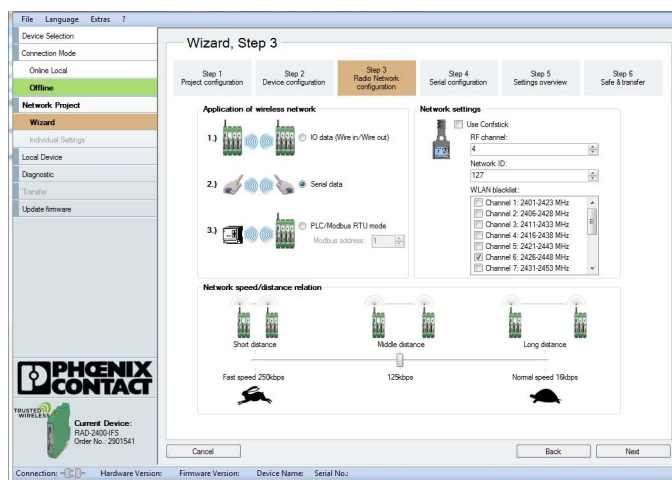 File Language Extras ?
Device Selection
Connection Mode
Online Local
Offline
Network Project
Wizard
Individual Settings
Local Device
Diagnostic
Transfer
Update firmware
PHŒNIX
CONTACT
TRUSTED
WIRELESS
Current Device:
RAD-2400-IFS
Order No.: 2901541
Wizard, Step 3
Step 1
Project configuration
Step 2
Device configuration
Step 3
Radio Network
configuration
Step 4
Serial configuration
Step 5
Settings overview
Step 6
Safe & transfer
Application of wireless network
1.) IO data (Wire in/Wire out)
2.) Serial data
3.) PLC/Modbus RTU mode
Modbus address: 1
Network settings
Use Confstick
RF channel:
4
Network ID:
127
WLAN blacklist:
Channel 1: 2401-2423 MHz
Channel 2: 2406-2428 MHz
Channel 3: 2411-2433 MHz
Channel 4: 2416-2438 MHz
Channel 5: 2421-2443 MHz
Channel 6: 2426-2448 MHz
Channel 7: 2431-2453 MHz
Network speed/distance relation
Short distance Middle distance Long distance
Fast speed 250kbps 125kbps Normal speed 16kbps
Cancel Back Next
Connection: Hardware Version: Firmware Version: Device Name: Serial No.: